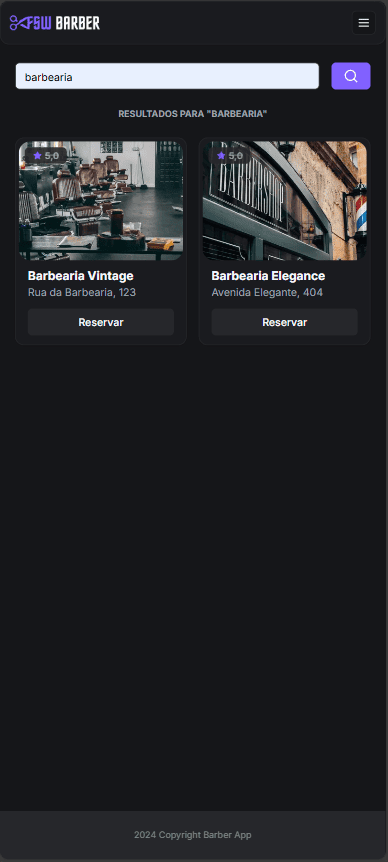 FSW BARBER
barbearia
RESULTADOS PARA "BARBEARIA"
5,0
5,0
BARBERSHOP
Barbearia Vintage
Barbearia Elegance
Rua da Barbearia, 123
Avenida Elegante, 404
Reservar
Reservar
2024 Copyright Barber App